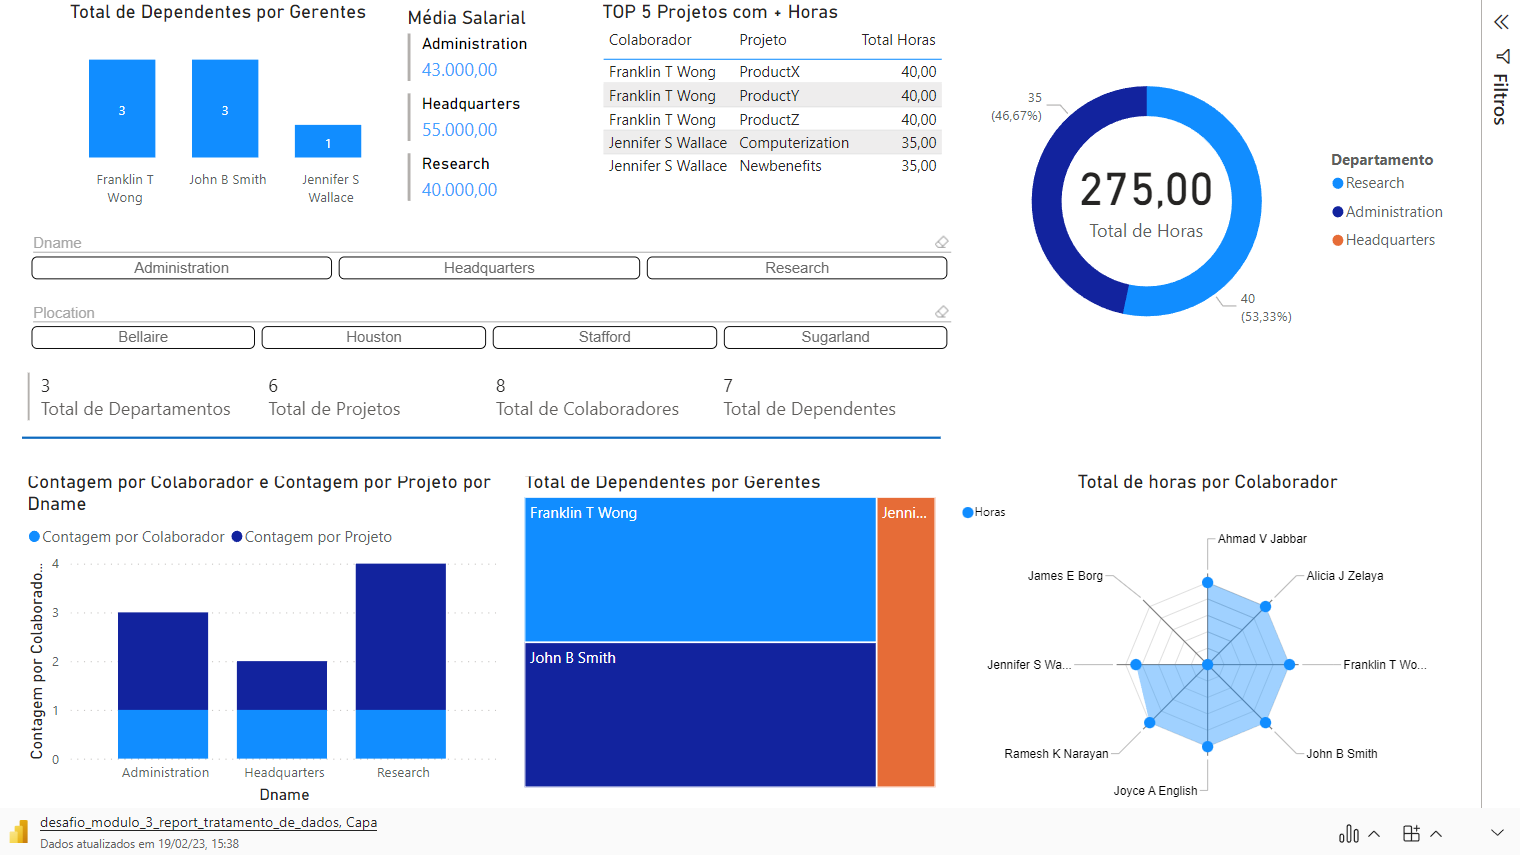 Total de Dependentes por Gerentes
3
3
1
Franklin T
Wong
John B Smith
Jennifer S
Wallace
Média Salarial
Administration
43.000,00
Headquarters
55.000,00
Research
40.000,00
TOP 5 Projetos com + Horas
Colaborador Projeto Total Horas
Franklin T Wong ProductX 40,00
Franklin T Wong ProductY 40,00
Franklin T Wong ProductZ 40,00
Jennifer S Wallace Computerization 35,00
Jennifer S Wallace Newbenefits 35,00
35
(46,67%)
275,00
Total de Horas
40
(53,33%)
Departamento
Research
Administration
Headquarters
Filtros
Dname
Administration Headquarters Research
Plocation
Bellaire Houston Stafford Sugarland
3 6 8 7
Total de Departamentos Total de Projetos Total de Colaboradores Total de Dependentes
Contagem por Colaborador e Contagem por Projeto por
Dname
Contagem por Colaborador Contagem por Projeto
Contagem por Colaborado...
4
3
2
1
0
Administration Headquarters Research
Dname
Total de Dependentes por Gerentes
Franklin T Wong
Jenni...
John B Smith
Total de horas por Colaborador
Horas
Ahmad V Jabbar
James E Borg
Alicia J Zelaya
Jennifer S Wa...
Franklin T Wo...
Ramesh K Narayan
John B Smith
Joyce A English
desafio_modulo_3_report_tratamento_de_dados, Capa
Dados atualizados em 19/02/23, 15:38